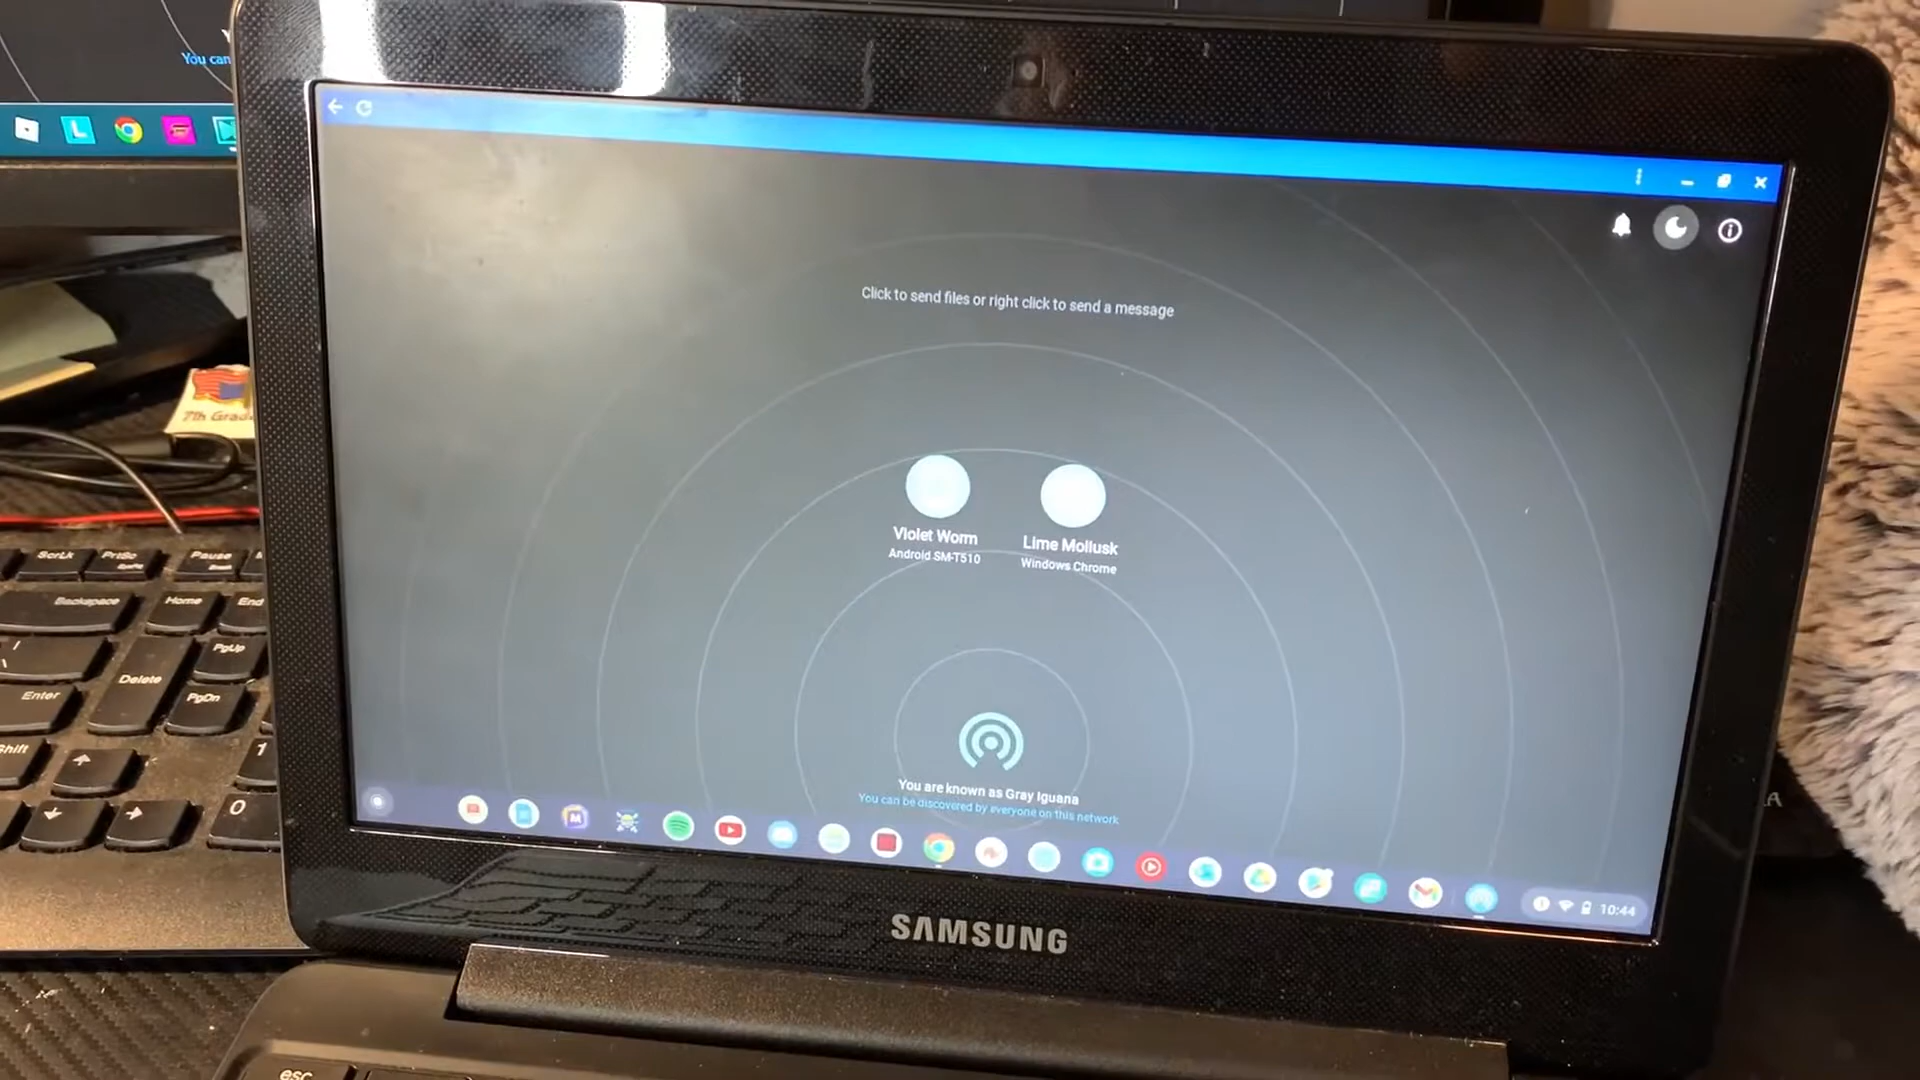 You can
L
7th Grade
Click to send files or right click to send a message
Violet Worm
Android SM-T510
Lime Mollusk
Windows Chrome
You are known as Gray Iguana
You can be discovered by everyone on this network
M
10:44
SAMSUNG
ScrLk
PrtSc
Pause
Backspace
Home
End
PgUp
Delete
Enter
PgDn
Shift
1
0
esc